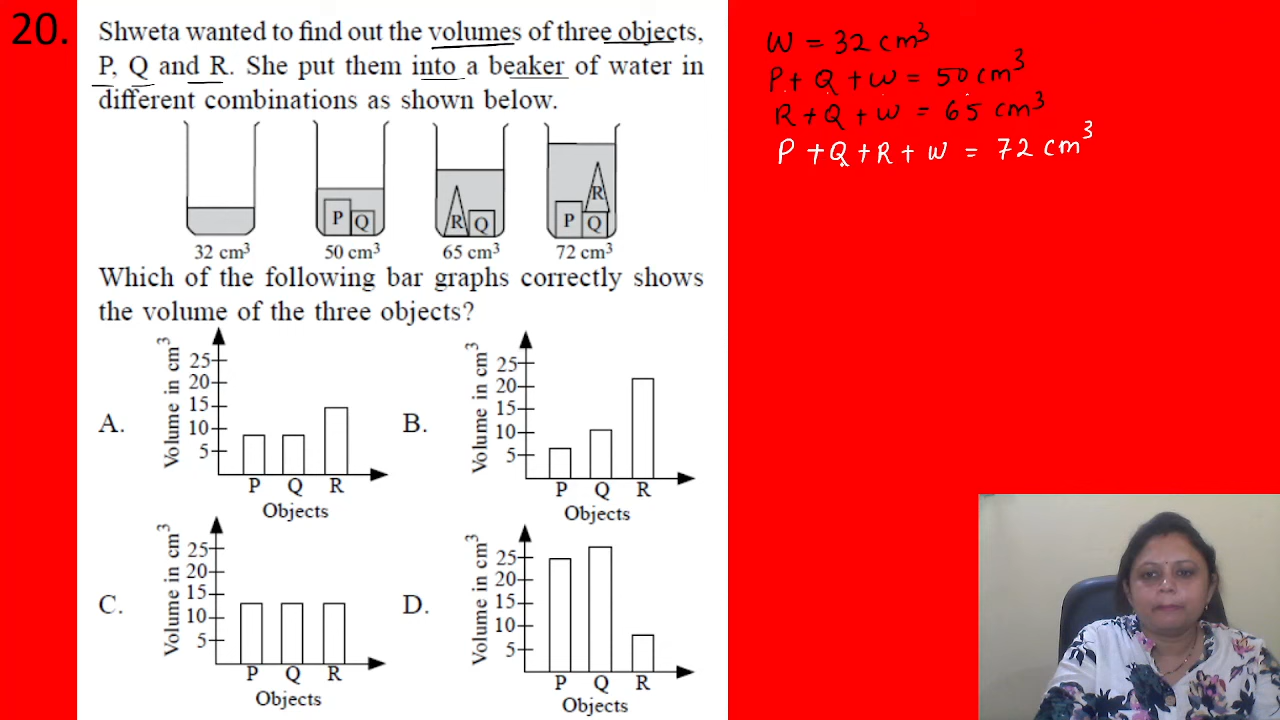 20.
Shweta wanted to find out the volumes of three objects,
P, Q and R. She put them into a beaker of water in
different combinations as shown below.
P Q
R Q
P R Q
32 cm³ 50 cm³ 65 cm³ 72 cm³
Which of the following bar graphs correctly shows
the volume of the three objects?
A.
Volume in cm³
25
20
15
10
5
P Q R
Objects
B.
Volume in cm³
25
20
15
10
5
P Q R
Objects
C.
Volume in cm³
25
20
15
10
5
P Q R
Objects
D.
Volume in cm³
25
20
15
10
5
P Q R
Objects
W = 32 cm³
P + Q + W = 50 cm³
R + Q + W = 65 cm³
P + Q + R + W = 72 cm³